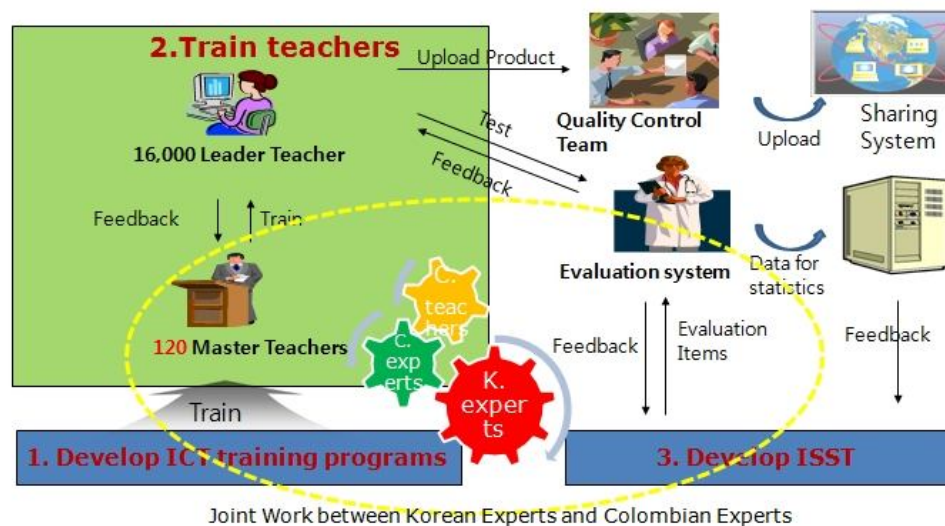 2.Train teachers
Upload Product
16,000 Leader Teacher
Test
Feedback
Quality Control
Team
Upload
Sharing
System
Feedback
Train
Evaluation system
Data for
statistics
120 Master Teachers
C.
teac
hers
C.
exp
erts
K.
exper
ts
Feedback
Evaluation
Items
Feedback
Train
1. Develop ICT training programs
3. Develop ISST
Joint Work between Korean Experts and Colombian Experts